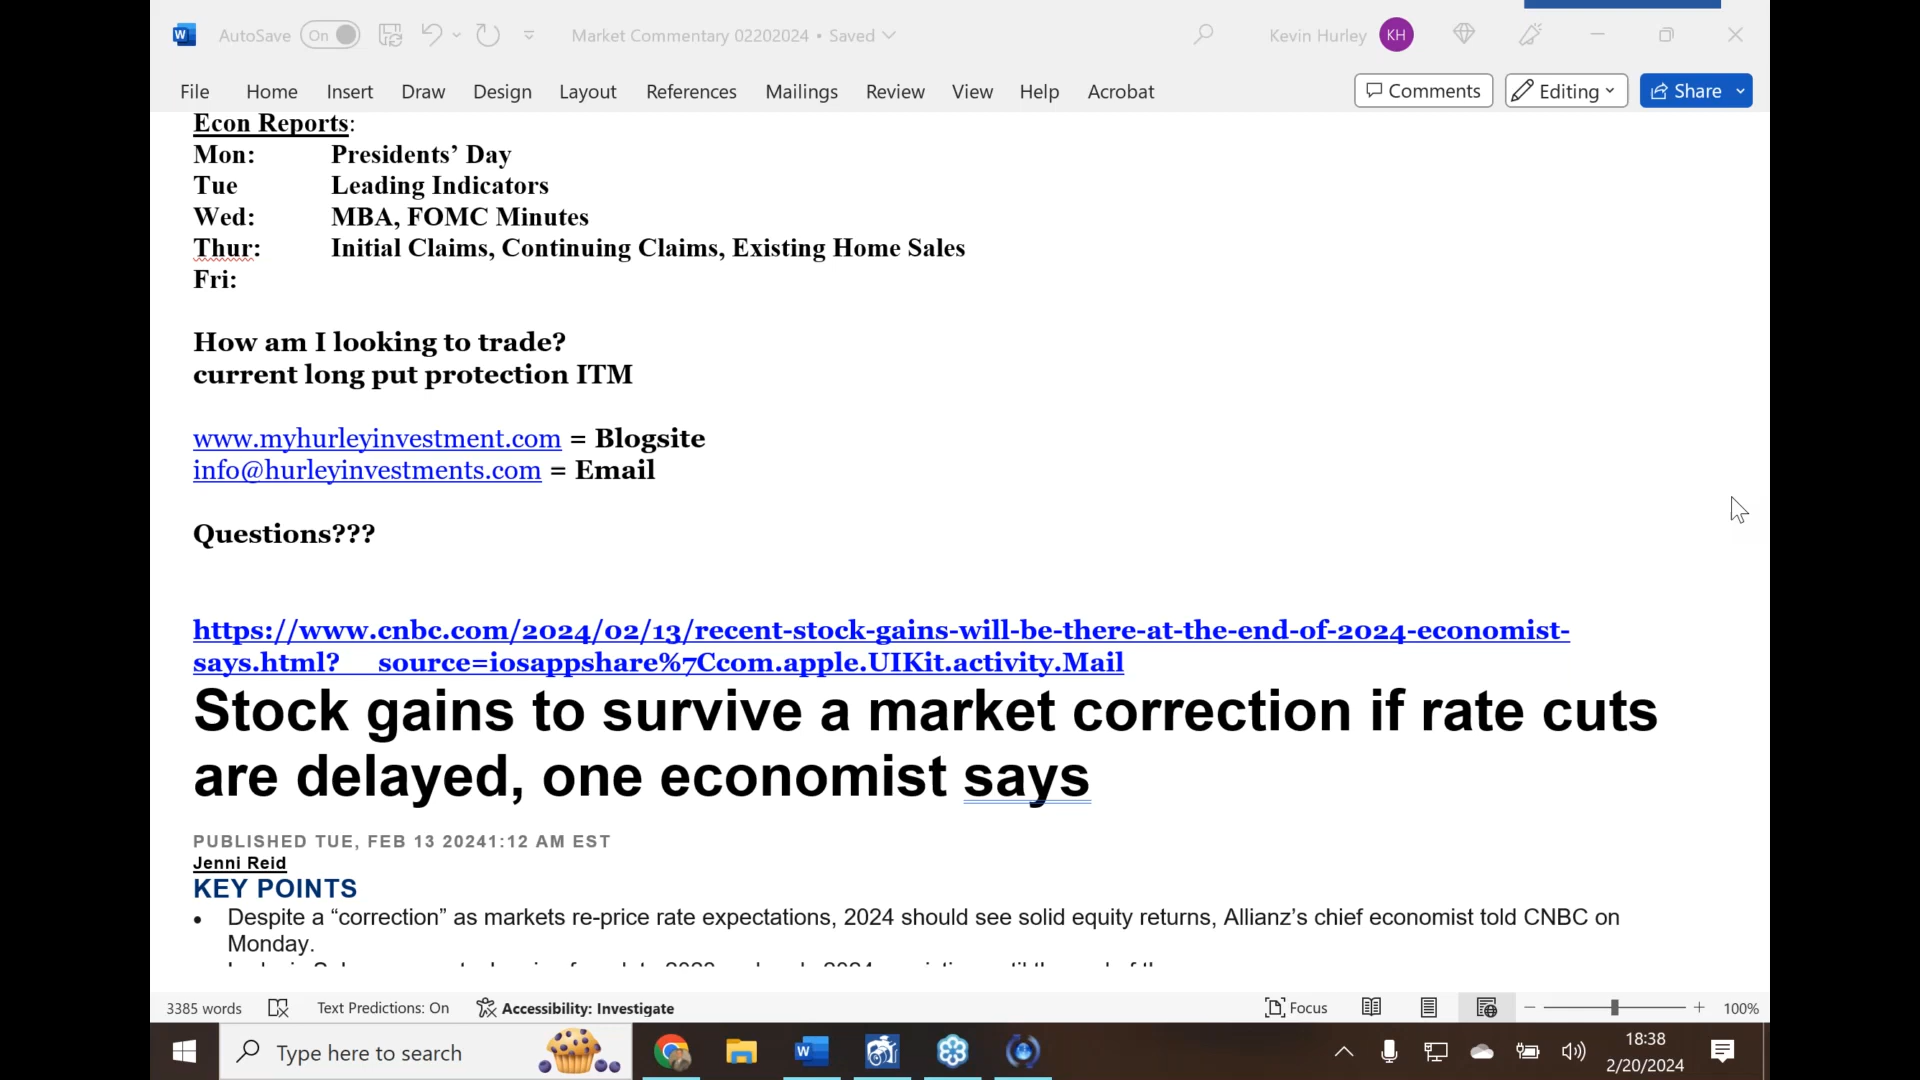 AutoSave On Market Commentary 02202024 • Saved Kevin Hurley KH
File Home Insert Draw Design Layout References Mailings Review View Help Acrobat Comments Editing Share
Econ Reports:
Mon: Presidents’ Day
Tue Leading Indicators
Wed: MBA, FOMC Minutes
Thur: Initial Claims, Continuing Claims, Existing Home Sales
Fri:
How am I looking to trade?
current long put protection ITM
www.myhurleyinvestment.com = Blogsite
info@hurleyinvestments.com = Email
Questions???
https://www.cnbc.com/2024/02/13/recent-stock-gains-will-be-there-at-the-end-of-2024-economist-
says.html?__source=iosappshare%7Ccom.apple.UIKit.activity.Mail
Stock gains to survive a market correction if rate cuts
are delayed, one economist says
PUBLISHED TUE, FEB 13 20241:12 AM EST
Jenni Reid
KEY POINTS
• Despite a “correction” as markets re-price rate expectations, 2024 should see solid equity returns, Allianz’s chief economist told CNBC on
Monday.
3385 words Text Predictions: On Accessibility: Investigate Focus 100%
Type here to search 18:38
2/20/2024